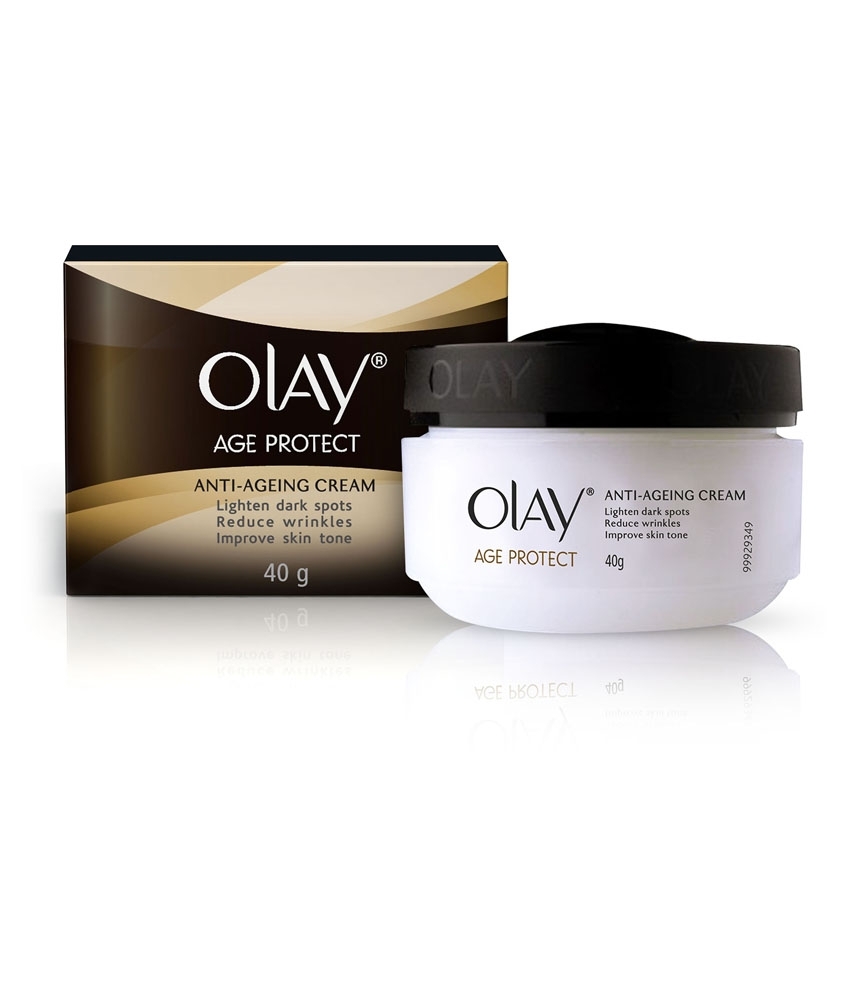 OLAY®
AGE PROTECT
ANTI-AGEING CREAM
Lighten dark spots
Reduce wrinkles
Improve skin tone
40 g
OLAY OLAY
OLAY®
AGE PROTECT
ANTI-AGEING CREAM
Lighten dark spots
Reduce wrinkles
Improve skin tone
40g
99929349